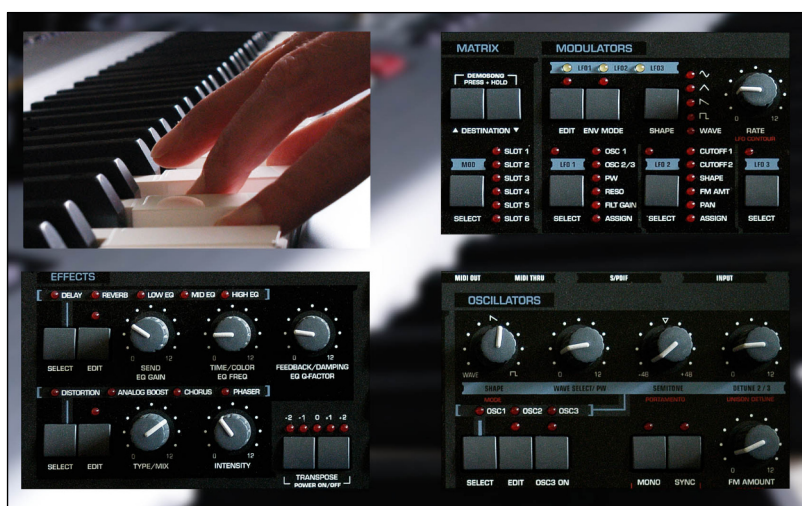 MATRIX
MODULATORS
LFO1 LFO2 LFO3
DEMOSONG
PRESS + HOLD
▲ DESTINATION ▼
EDIT ENV MODE SHAPE WAVE RATE
0 12
LFO CONTOUR
MOD
SELECT
SLOT 1
SLOT 2
SLOT 3
SLOT 4
SLOT 5
SLOT 6
LFO 1
SELECT
OSC 1
OSC 2/3
PW
RESO
FILT GAIN
ASSIGN
LFO 2
SELECT
CUTOFF 1
CUTOFF 2
SHAPE
FM AMT
PAN
ASSIGN
LFO 3
SELECT
EFFECTS
DELAY REVERB LOW EQ MID EQ HIGH EQ
SELECT EDIT
0 12
SEND
EQ GAIN
0 12
TIME/COLOR
EQ FREQ
0 12
FEEDBACK/DAMPING
EQ Q-FACTOR
DISTORTION ANALOG BOOST CHORUS PHASER
SELECT EDIT
0 12
TYPE/MIX
0 12
INTENSITY
-2 -1 0 +1 +2
TRANSPOSE
POWER ON/OFF
MIDI OUT MIDI THRU S/PDIF INPUT
OSCILLATORS
WAVE
0 12
-48 +48
0 12
SHAPE WAVE SELECT/PW SEMITONE DETUNE 2/3
MODE PORTAMENTO UNISON DETUNE
OSC1 OSC2 OSC3
SELECT EDIT OSC3 ON
MONO SYNC
0 12
FM AMOUNT